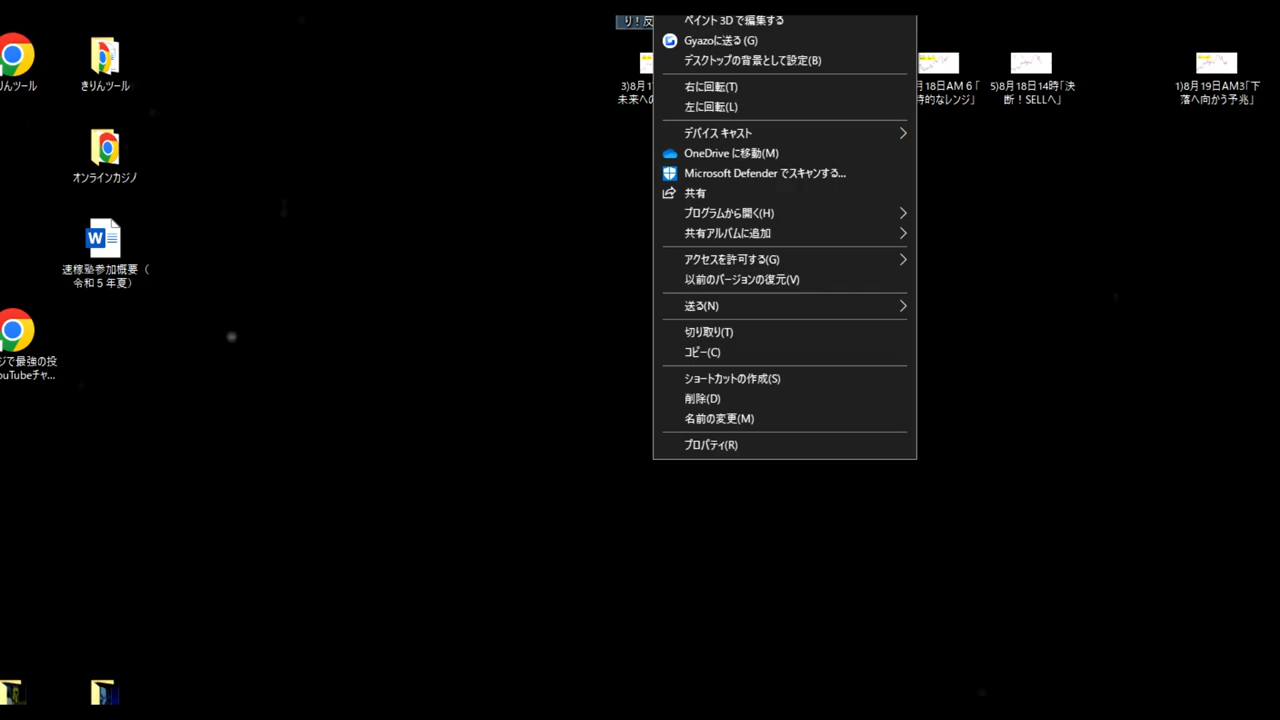 り！反
ペイント 3D で編集する
Gyazoに送る (G)
デスクトップの背景として設定(B)
右に回転(T)
左に回転(L)
デバイス キャスト
OneDrive に移動(M)
Microsoft Defender でスキャンする...
共有
プログラムから開く(H)
共有アルバムに追加
アクセスを許可する(G)
以前のバージョンの復元(V)
送る(N)
切り取り(T)
コピー(C)
ショートカットの作成(S)
削除(D)
名前の変更(M)
プロパティ(R)
りんツール
きりんツール
オンラインカジノ
W
速稼塾参加概要（
令和５年夏）
ジで最強の投
ouTubeチャ...
3)8月1
未来への
月18日AM６「
時的なレンジ」
5)8月18日14時「決
断！SELLへ」
1)8月19日AM3「下
落へ向かう予兆」